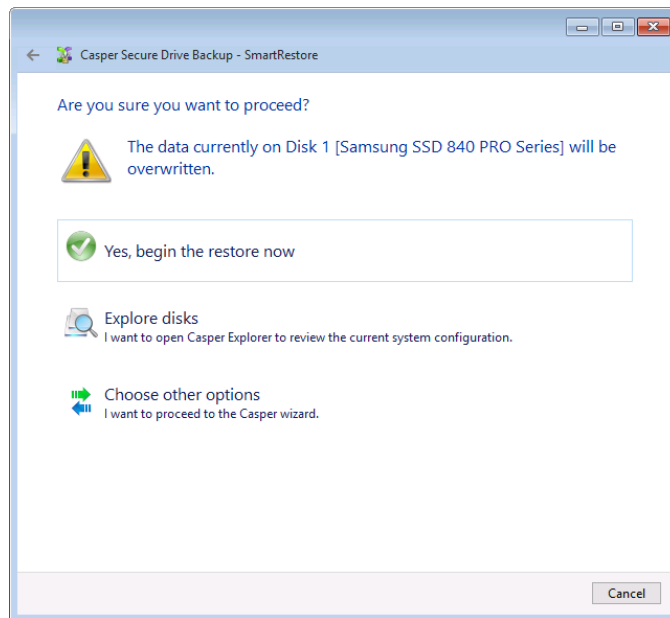 Casper Secure Drive Backup - SmartRestore
Are you sure you want to proceed?
The data currently on Disk 1 [Samsung SSD 840 PRO Series] will be
overwritten.
Yes, begin the restore now
Explore disks
I want to open Casper Explorer to review the current system configuration.
Choose other options
I want to proceed to the Casper wizard.
Cancel